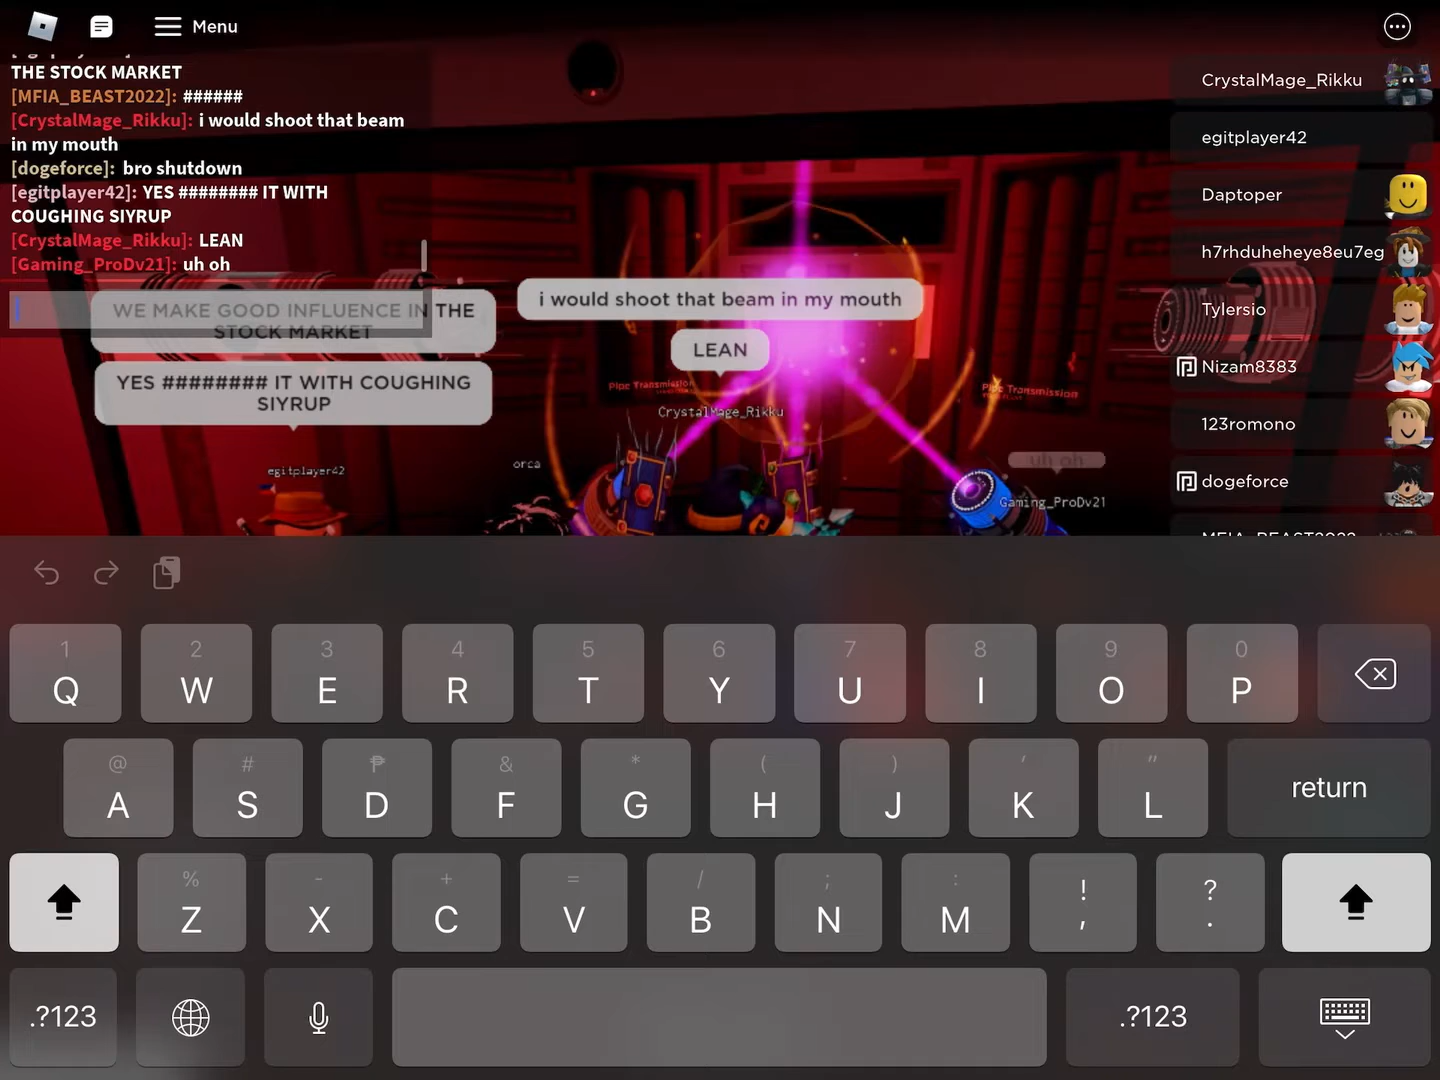 Menu
THE STOCK MARKET
[MFIA_BEAST2022]: ######
[CrystalMage_Rikku]: i would shoot that beam
in my mouth
[dogeforce]: bro shutdown
[egitplayer42]: YES ######## IT WITH
COUGHING SIYRUP
[CrystalMage_Rikku]: LEAN
[Gaming_ProDv21]: uh oh
WE MAKE GOOD INFLUENCE IN THE
STOCK MARKET
YES ######## IT WITH COUGHING
SIYRUP
egitplayer42
i would shoot that beam in my mouth
LEAN
Pipe Transmission
Pipe Transmission
CrystalMage_Rikku
orca
uh oh
Gaming_ProDv21
CrystalMage_Rikku
egitplayer42
Daptoper
h7rhduheheye8eu7eg
Tylersio
Nizam8383
123romono
dogeforce
MFIA_BEAST2022
1 2 3 4 5 6 7 8 9 0
Q W E R T Y U I O P
@ # ₱ & * ( ) ' "
A S D F G H J K L return
% - + = / ; : ! ?
Z X C V B N M , .
.?123 .?123